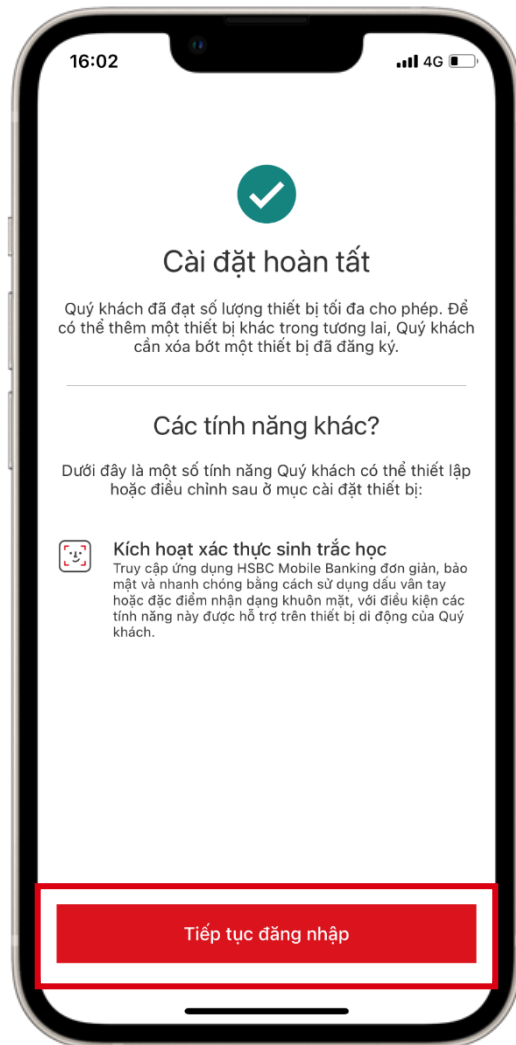 16:02
4G
Cài đặt hoàn tất
Quý khách đã đạt số lượng thiết bị tối đa cho phép. Để
có thể thêm một thiết bị khác trong tương lai, Quý khách
cần xóa bớt một thiết bị đã đăng ký.
Các tính năng khác?
Dưới đây là một số tính năng Quý khách có thể thiết lập
hoặc điều chỉnh sau ở mục cài đặt thiết bị:
Kích hoạt xác thực sinh trắc học
Truy cập ứng dụng HSBC Mobile Banking đơn giản, bảo
mật và nhanh chóng bằng cách sử dụng dấu vân tay
hoặc đặc điểm nhận dạng khuôn mặt, với điều kiện các
tính năng này được hỗ trợ trên thiết bị di động của Quý
khách.
Tiếp tục đăng nhập